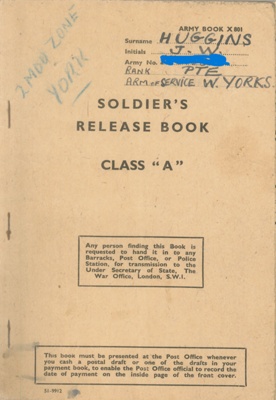 ARMY BOOK X 801
Surname HUGGINS
Initials J. W.
Army No.
RANK PTE
ARM OF SERVICE W. YORKS.
2 MOD ZONE
YORK
SOLDIER'S
RELEASE BOOK
CLASS "A"
Any person finding this Book is
requested to hand it in to any
Barracks, Post Office, or Police
Station, for transmission to the
Under Secretary of State, The
War Office, London, S.W.1.
This book must be presented at the Post Office whenever
you cash a postal draft or one of the drafts in your
payment book, to enable the Post Office official to record the
date of payment on the inside page of the front cover.